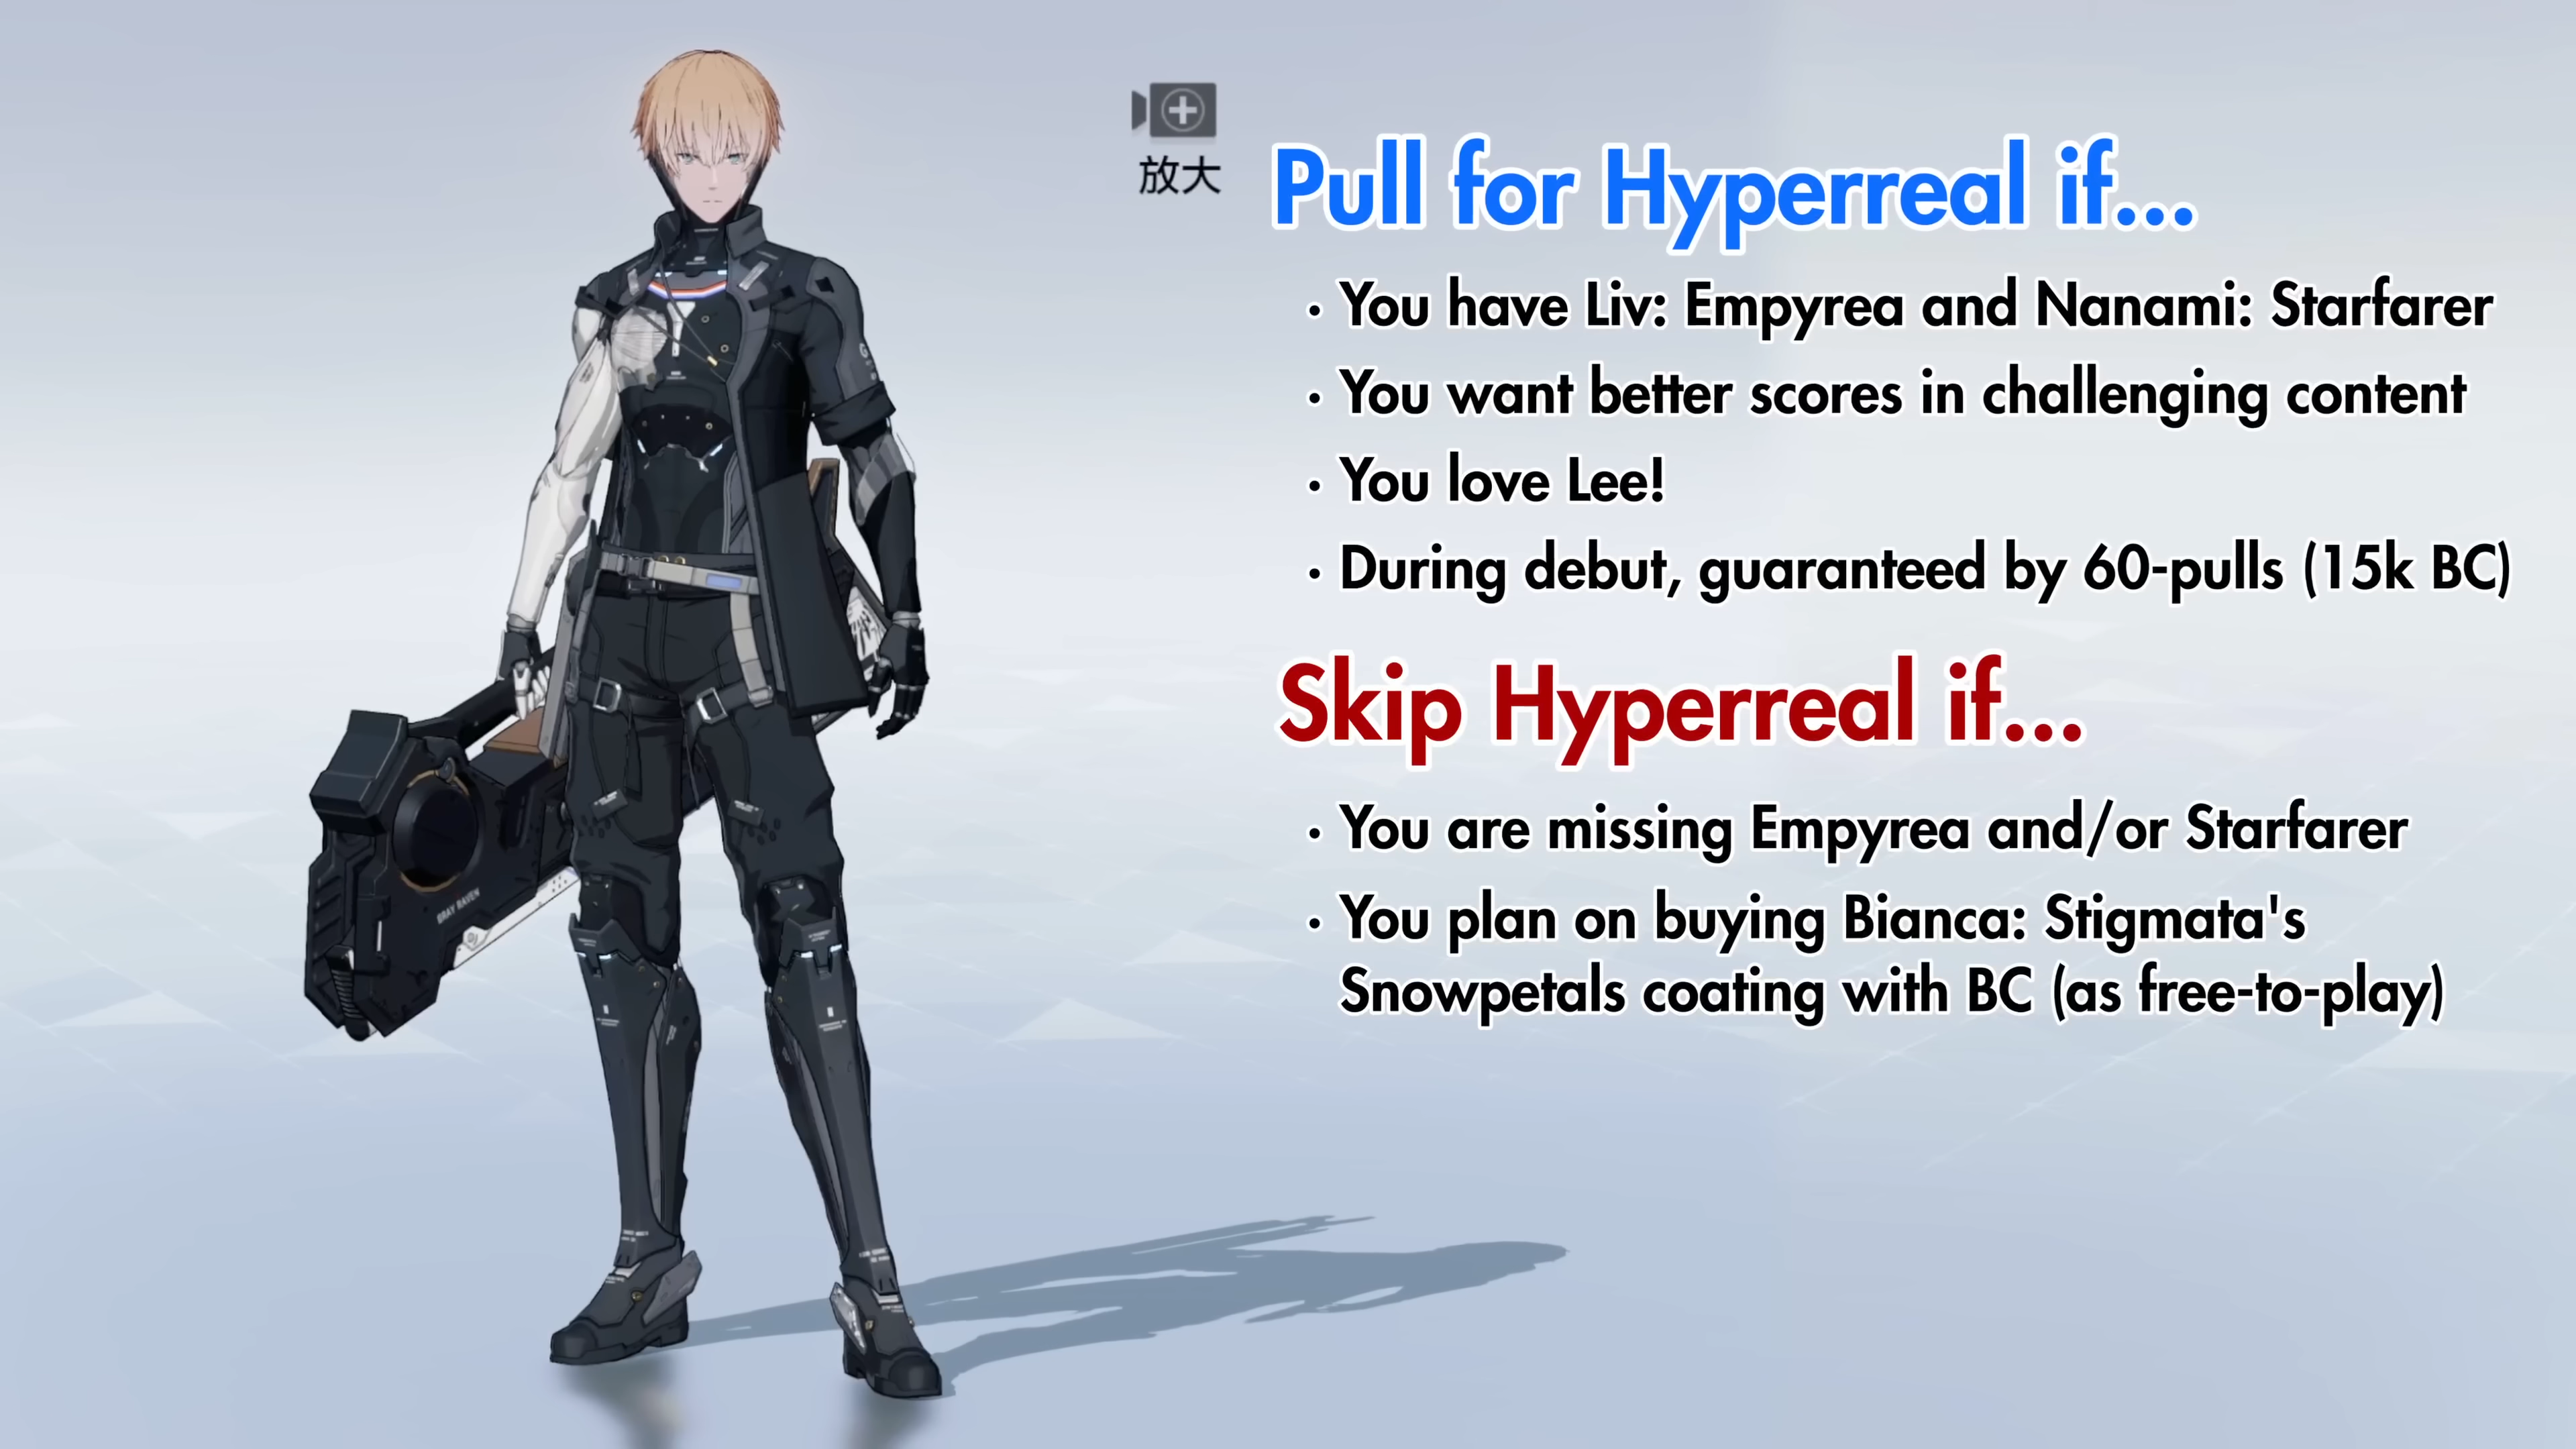 放大
Pull for Hyperreal if...
· You have Liv: Empyrea and Nanami: Starfarer
· You want better scores in challenging content
· You love Lee!
· During debut, guaranteed by 60-pulls (15k BC)
Skip Hyperreal if...
· You are missing Empyrea and/or Starfarer
· You plan on buying Bianca: Stigmata's
Snowpetals coating with BC (as free-to-play)
GRAY RAVEN